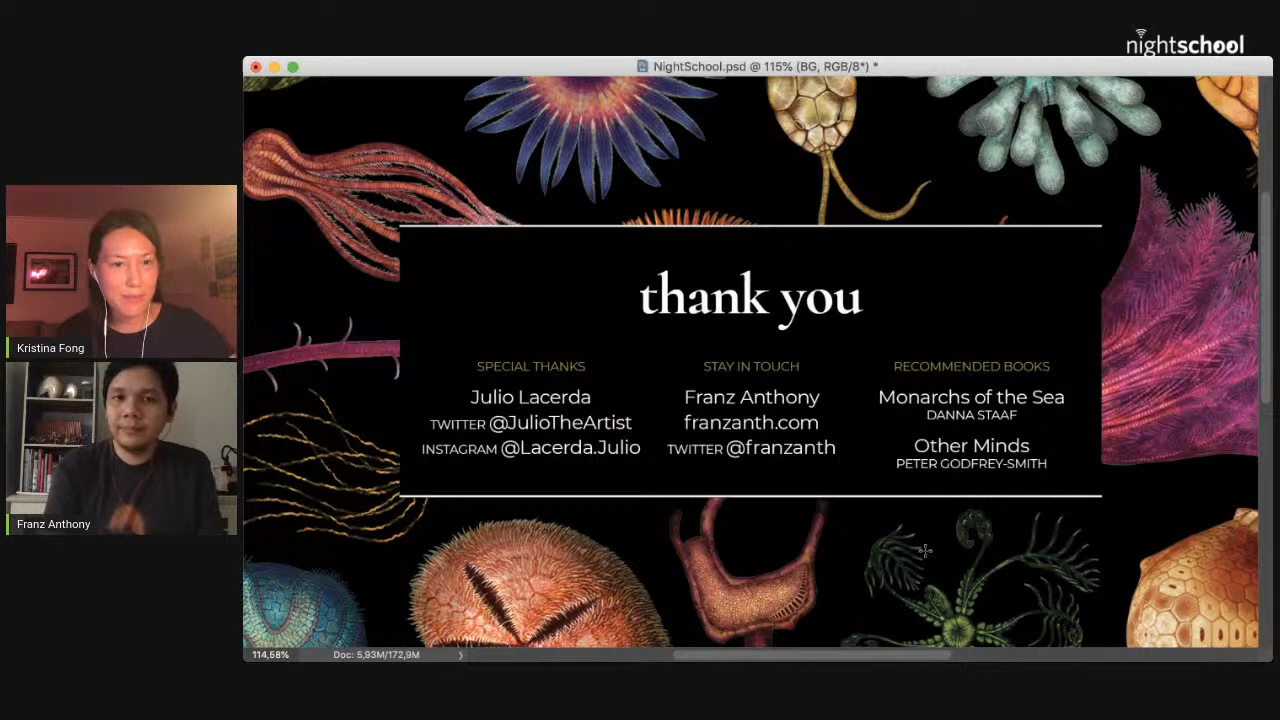 nightschool
NightSchool.psd @ 115% (BG, RGB/8*) *
Kristina Fong
Franz Anthony
thank you
SPECIAL THANKS
Julio Lacerda
TWITTER @JulioTheArtist
INSTAGRAM @Lacerda.Julio
STAY IN TOUCH
Franz Anthony
franzanth.com
TWITTER @franzanth
RECOMMENDED BOOKS
Monarchs of the Sea
DANNA STAAF
Other Minds
PETER GODFREY-SMITH
114,58%
Doc: 5,93M/172,9M